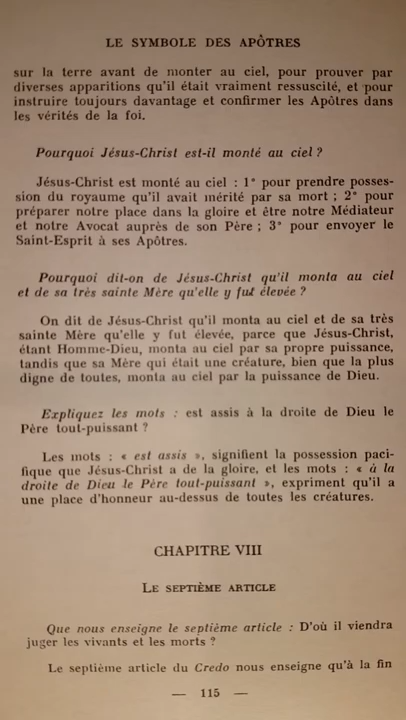 LE SYMBOLE DES APÔTRES
sur la terre avant de monter au ciel, pour prouver par
diverses apparitions qu'il était vraiment ressuscité, et pour
instruire toujours davantage et confirmer les Apôtres dans
les vérités de la foi.
Pourquoi Jésus-Christ est-il monté au ciel ?
Jésus-Christ est monté au ciel : 1° pour prendre posses-
sion du royaume qu'il avait mérité par sa mort ; 2° pour
préparer notre place dans la gloire et être notre Médiateur
et notre Avocat auprès de son Père ; 3° pour envoyer le
Saint-Esprit à ses Apôtres.
Pourquoi dit-on de Jésus-Christ qu'il monta au ciel
et de sa très sainte Mère qu'elle y fut élevée ?
On dit de Jésus-Christ qu'il monta au ciel et de sa très
sainte Mère qu'elle y fut élevée, parce que Jésus-Christ,
étant Homme-Dieu, monta au ciel par sa propre puissance,
tandis que sa Mère qui était une créature, bien que la plus
digne de toutes, monta au ciel par la puissance de Dieu.
Expliquez les mots : est assis à la droite de Dieu le
Père tout-puissant ?
Les mots : « est assis », signifient la possession paci-
fique que Jésus-Christ a de la gloire, et les mots : « à la
droite de Dieu le Père tout-puissant », expriment qu'il a
une place d'honneur au-dessus de toutes les créatures.
CHAPITRE VIII
LE SEPTIÈME ARTICLE
Que nous enseigne le septième article : D'où il viendra
juger les vivants et les morts ?
Le septième article du Credo nous enseigne qu'à la fin
— 115 —